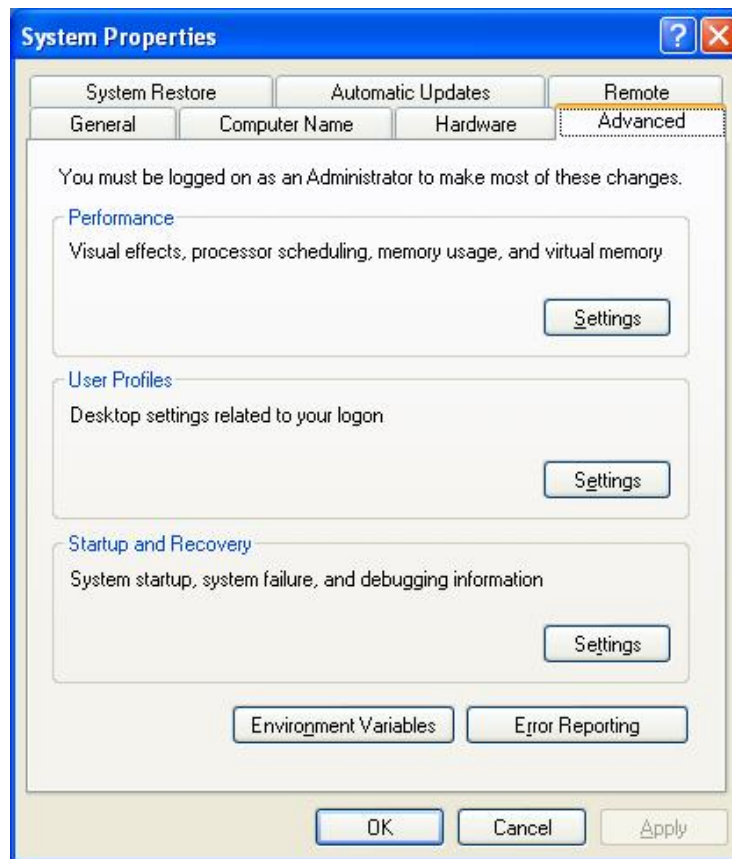 System Properties
System Restore Automatic Updates Remote
General Computer Name Hardware Advanced
You must be logged on as an Administrator to make most of these changes.
Performance
Visual effects, processor scheduling, memory usage, and virtual memory
Settings
User Profiles
Desktop settings related to your logon
Settings
Startup and Recovery
System startup, system failure, and debugging information
Settings
Environment Variables Error Reporting
OK Cancel Apply